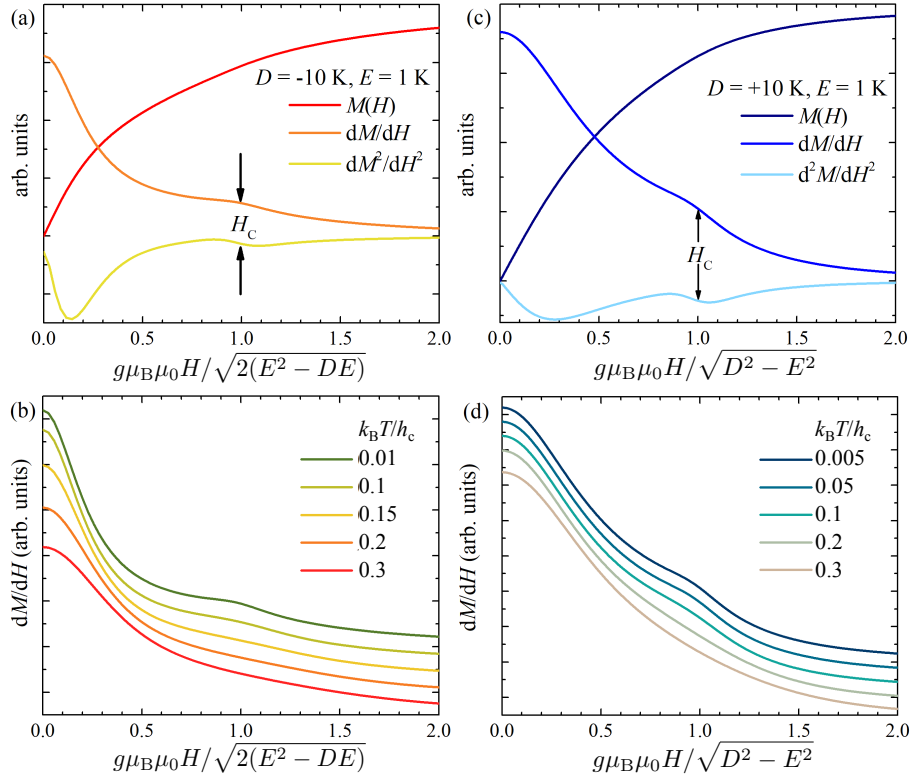 (a)
arb. units
D = -10 K, E = 1 K
M(H)
dM/dH
dM²/dH²
H_C
0.0 0.5 1.0 1.5 2.0
gμ_Bμ_0H/√2(E² − DE)
(c)
arb. units
D = +10 K, E = 1 K
M(H)
dM/dH
d²M/dH²
H_C
0.0 0.5 1.0 1.5 2.0
gμ_Bμ_0H/√D² − E²
(b)
dM/dH (arb. units)
k_BT/h_c
0.01
0.1
0.15
0.2
0.3
0.0 0.5 1.0 1.5 2.0
gμ_Bμ_0H/√2(E² − DE)
(d)
dM/dH (arb. units)
k_BT/h_c
0.005
0.05
0.1
0.2
0.3
0.0 0.5 1.0 1.5 2.0
gμ_Bμ_0H/√D² − E²